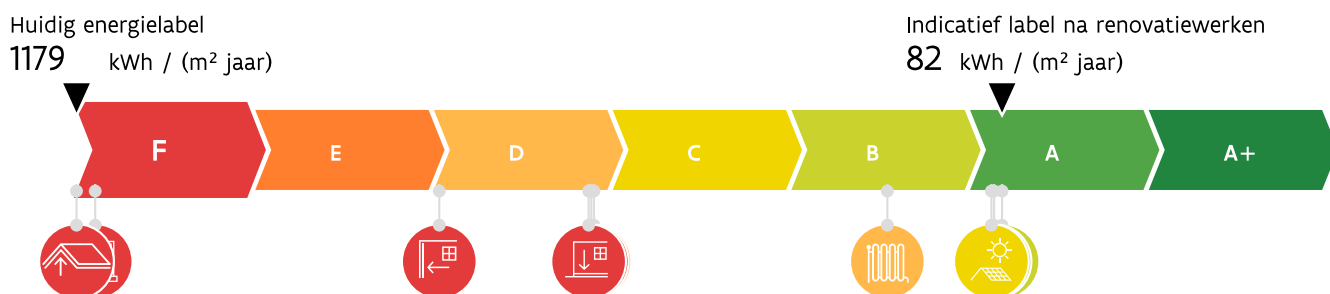 Huidig energielabel
1179 kWh / (m² jaar)
Indicatief label na renovatiewerken
82 kWh / (m² jaar)
F E D C B A A+